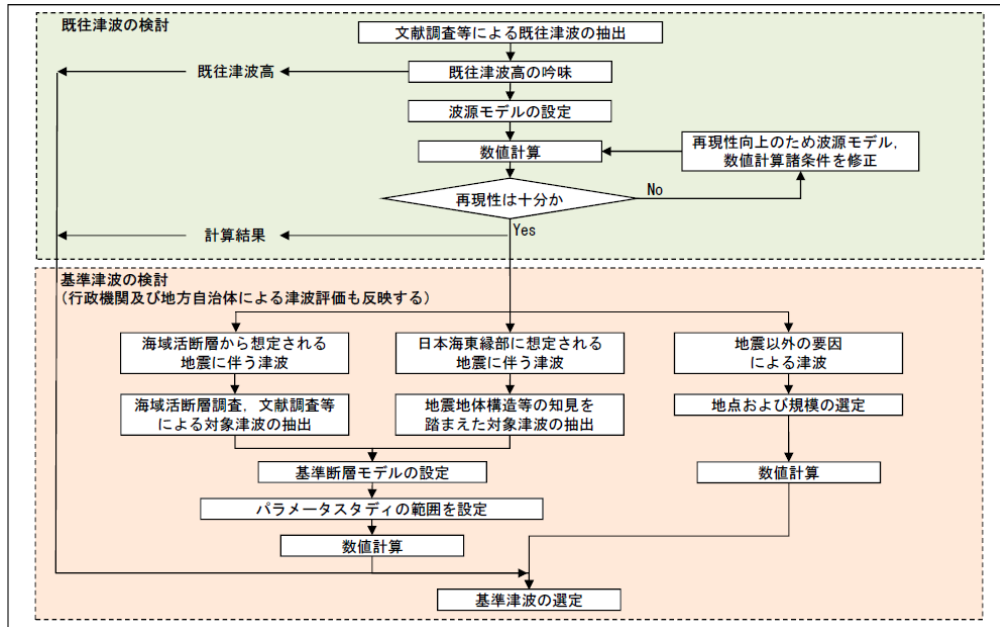 既往津波の検討
文献調査等による既往津波の抽出
既往津波高
既往津波高の吟味
波源モデルの設定
数値計算
再現性向上のため波源モデル,
数値計算諸条件を修正
再現性は十分か
No
Yes
計算結果
基準津波の検討
(行政機関及び地方自治体による津波評価も反映する)
海域活断層から想定される
地震に伴う津波
日本海東縁部に想定される
地震に伴う津波
地震以外の要因
による津波
海域活断層調査,文献調査等
による対象津波の抽出
地震地体構造等の知見を
踏まえた対象津波の抽出
地点および規模の選定
基準断層モデルの設定
数値計算
パラメータスタディの範囲を設定
数値計算
基準津波の選定